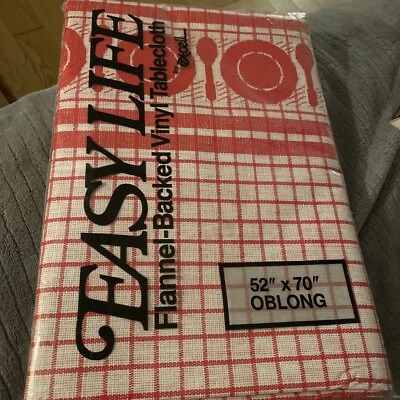 EASY LIFE
Flannel-Backed Vinyl Tablecloth
by excell
52" x 70"
OBLONG